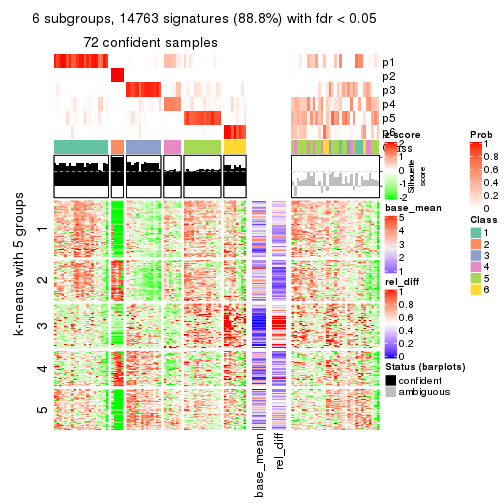 6 subgroups, 14763 signatures (88.8%) with fdr < 0.05
72 confident samples
p1
p2
p3
p4
p5
p6
Class
z_score
2
1
0
-1
-2
Silhouette
score
base_mean
5
4
3
2
1
rel_diff
1
0.8
0.6
0.4
0.2
0
Prob
1
0.8
0.6
0.4
0.2
0
Class
1
2
3
4
5
6
Status (barplots)
confident
ambiguous
k-means with 5 groups
1
2
3
4
5
base_mean
rel_diff